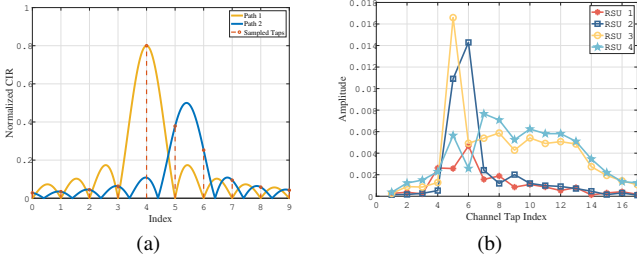 Path 1
Path 2
Sampled Taps
Normalized CIR
1
0.8
0.6
0.4
0.2
0
0 1 2 3 4 5 6 7 8 9
Index
(a)
RSU 1
RSU 2
RSU 3
RSU 4
Amplitude
0.018
0.016
0.014
0.012
0.01
0.008
0.006
0.004
0.002
0
0 2 4 6 8 10 12 14 16
Channel Tap Index
(b)